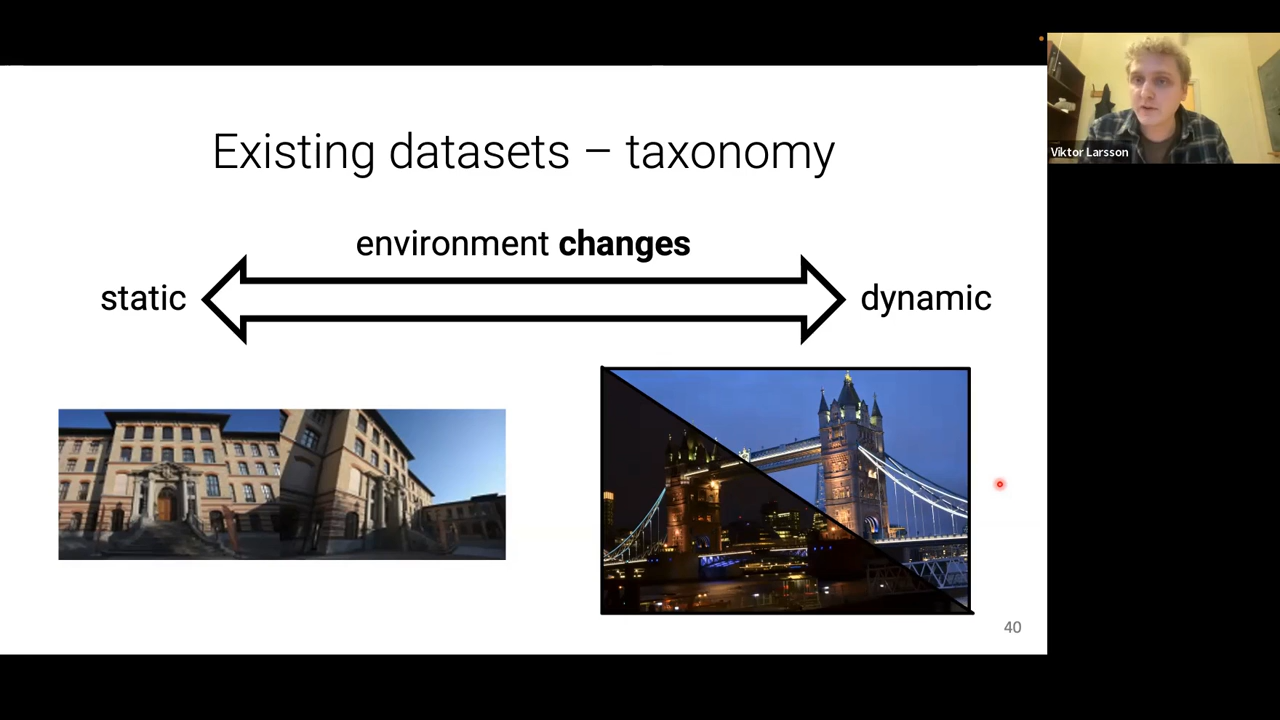 Existing datasets – taxonomy
environment changes
static
dynamic
40
Viktor Larsson